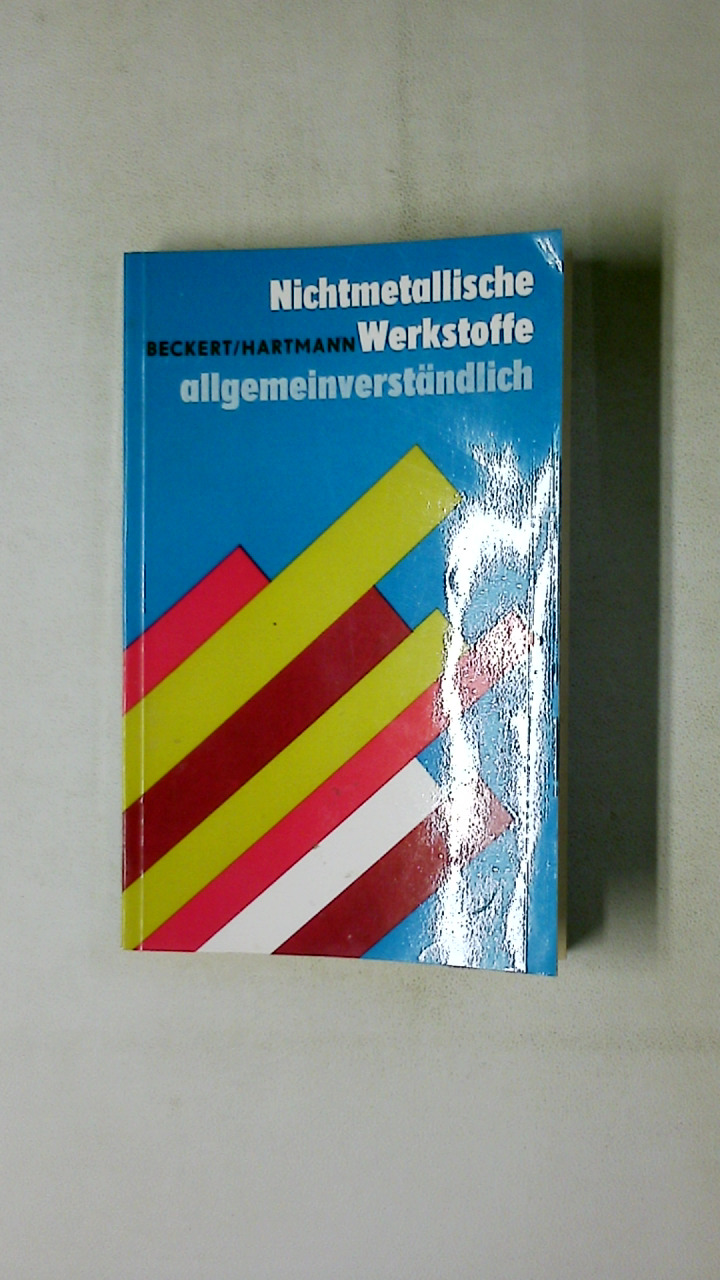 Nichtmetallische
BECKERT/HARTMANN Werkstoffe
allgemeinverständlich